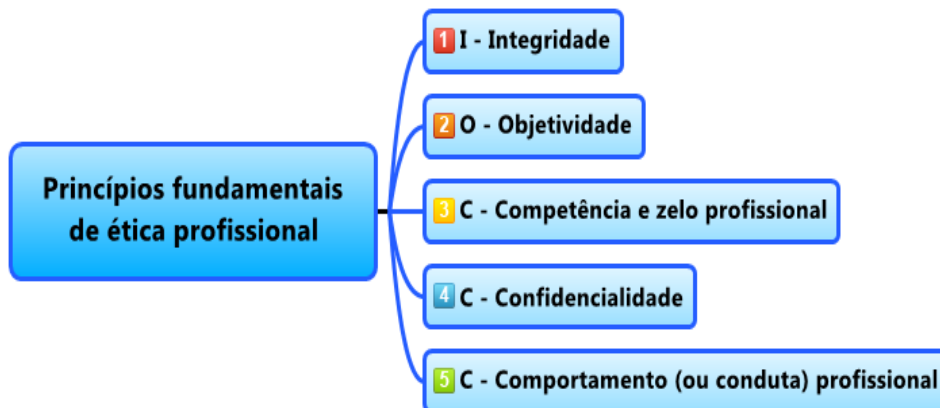 Princípios fundamentais
de ética profissional
1 I - Integridade
2 O - Objetividade
3 C - Competência e zelo profissional
4 C - Confidencialidade
5 C - Comportamento (ou conduta) profissional